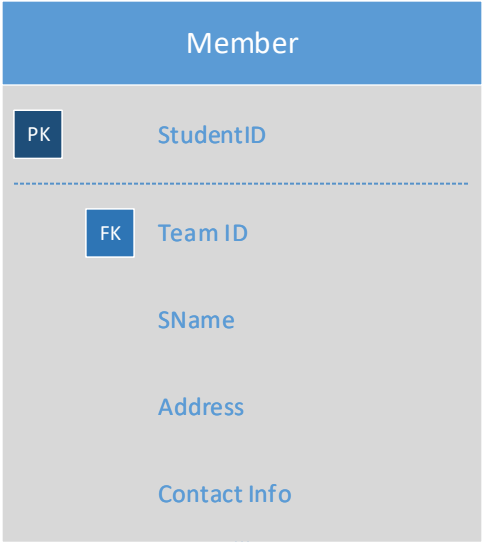 Member
PK StudentID
FK Team ID
SName
Address
Contact Info